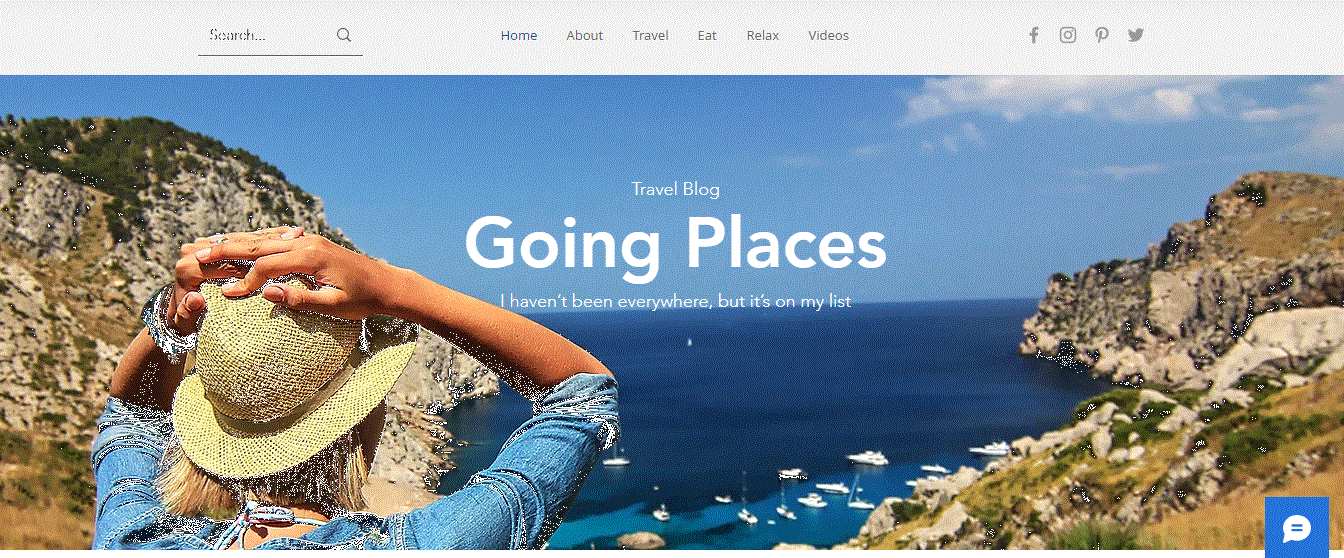 Search...
Home About Travel Eat Relax Videos
Travel Blog
Going Places
I haven't been everywhere, but it's on my list